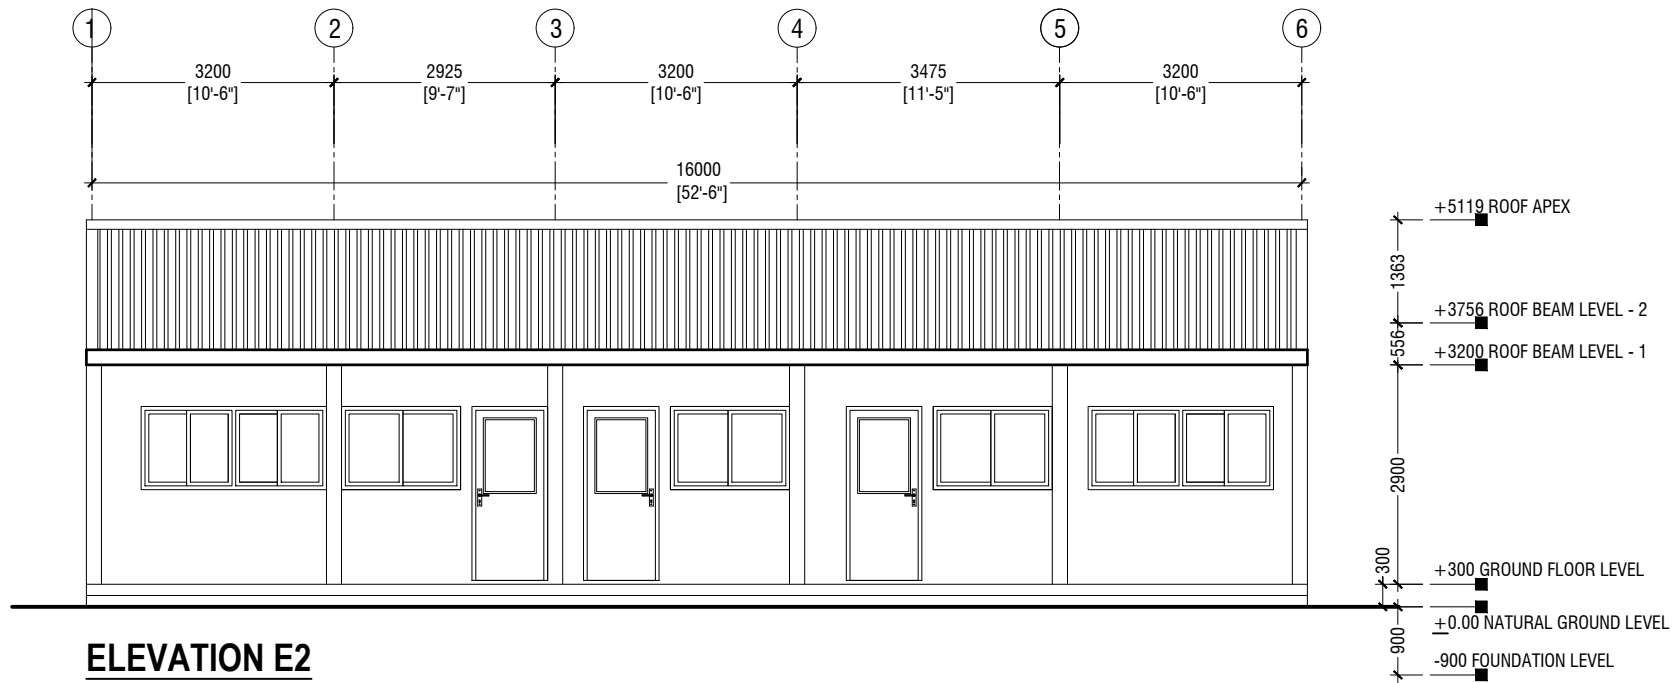 1 2 3 4 5 6
3200 2925 3200 3475 3200
[10'-6"] [9'-7"] [10'-6"] [11'-5"] [10'-6"]
16000
[52'-6"]
+5119 ROOF APEX
1363
+3756 ROOF BEAM LEVEL - 2
556
+3200 ROOF BEAM LEVEL - 1
2900
300
+300 GROUND FLOOR LEVEL
±0.00 NATURAL GROUND LEVEL
900
-900 FOUNDATION LEVEL
ELEVATION E2